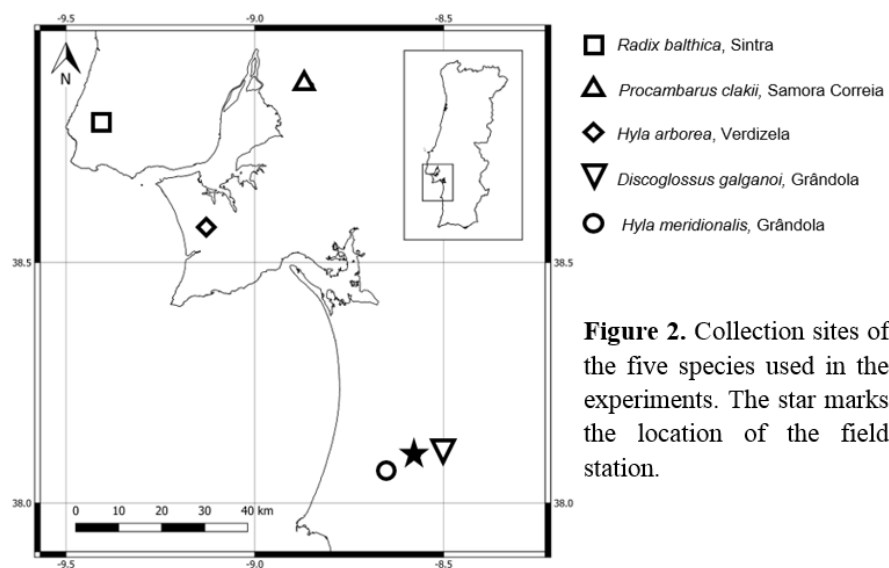 -9.5 -9.0 -8.5
N
38.5 38.5
38.0 38.0
0 10 20 30 40 km
-9.5 -9.0 -8.5
Radix balthica, Sintra
Procambarus clakii, Samora Correia
Hyla arborea, Verdizela
Discoglossus galganoi, Grândola
Hyla meridionalis, Grândola
Figure 2. Collection sites of
the five species used in the
experiments. The star marks
the location of the field
station.